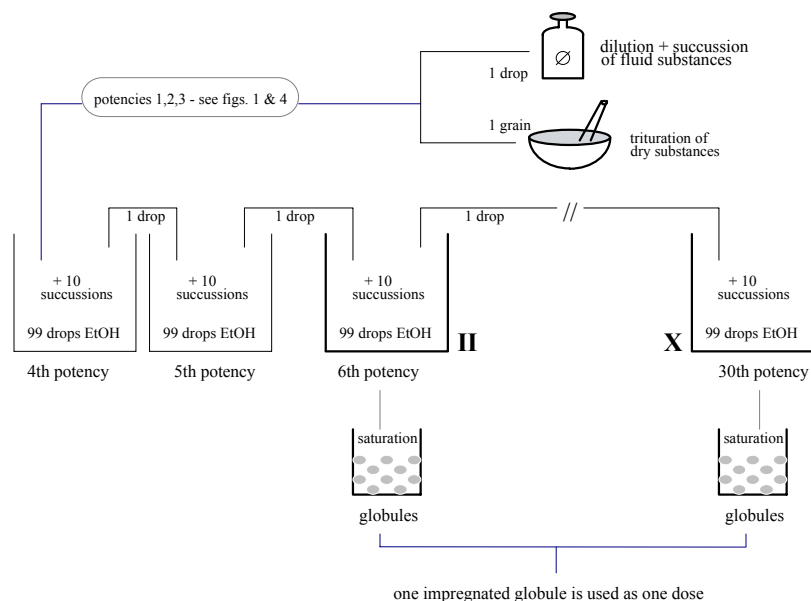 dilution + succussion
of fluid substances
1 drop
potencies 1,2,3 - see figs. 1 & 4
1 grain
trituration of
dry substances
1 drop
1 drop
1 drop
//
+ 10
succussions
99 drops EtOH
4th potency
+ 10
succussions
99 drops EtOH
5th potency
+ 10
succussions
99 drops EtOH
II
6th potency
X
+ 10
succussions
99 drops EtOH
30th potency
saturation
globules
saturation
globules
one impregnated globule is used as one dose